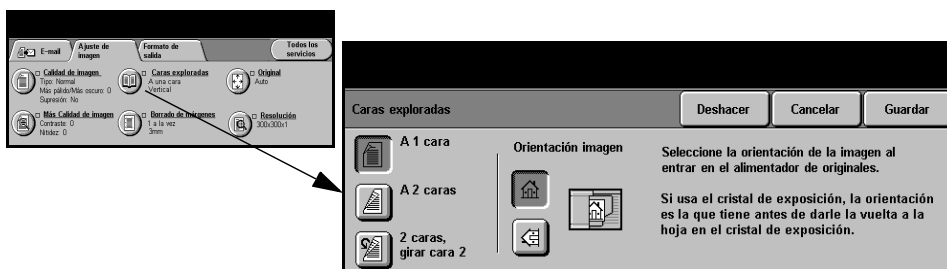 E-mail
Ajuste de imagen
Formato de salida
Todos los servicios
Calidad de imagen
Tipo: Normal
Más pálido/Más oscuro: 0
Supresión: No
Caras exploradas
A una cara
Vertical
Original
Auto
Más Calidad de imagen
Contraste: 0
Nitidez: 0
Borrado de márgenes
1 a la vez
3mm
Resolución
300x300x1
Caras exploradas
Deshacer
Cancelar
Guardar
A 1 cara
A 2 caras
2 caras,
girar cara 2
Orientación imagen
Seleccione la orientación de la imagen al
entrar en el alimentador de originales.
Si usa el cristal de exposición, la orientación
es la que tiene antes de darle la vuelta a la
hoja en el cristal de exposición.